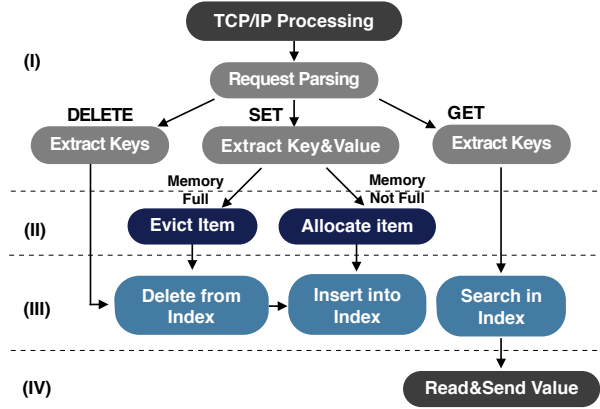 TCP/IP Processing
(I)
Request Parsing
DELETE
SET
GET
Extract Keys
Extract Key&Value
Extract Keys
Memory
Full
Memory
Not Full
(II)
Evict Item
Allocate item
(III)
Delete from
Index
Insert into
Index
Search in
Index
(IV)
Read&Send Value